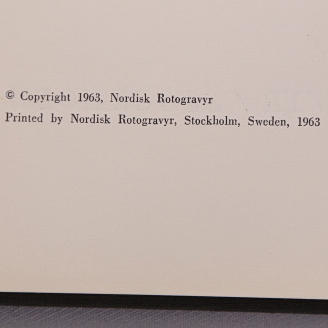 © Copyright 1963, Nordisk Rotogravyr
Printed by Nordisk Rotogravyr, Stockholm, Sweden, 1963